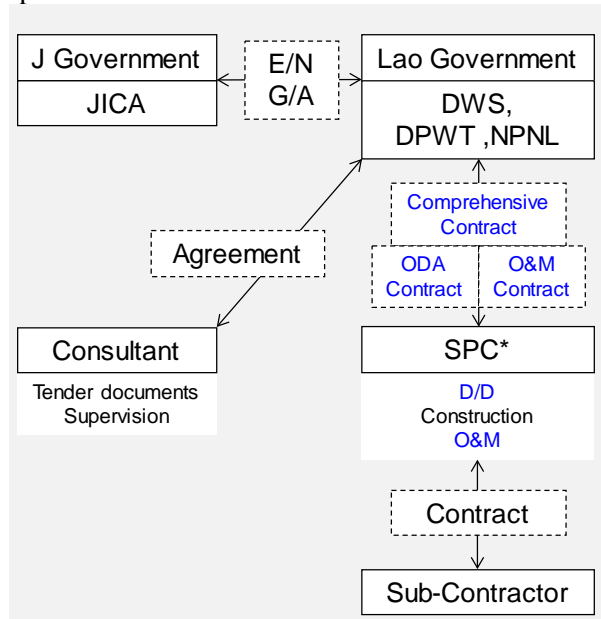 J Government
JICA
E/N
G/A
Lao Government
DWS,
DPWT ,NPNL
Comprehensive
Contract
ODA
Contract
O&M
Contract
Agreement
Consultant
Tender documents
Supervision
SPC*
D/D
Construction
O&M
Contract
Sub-Contractor